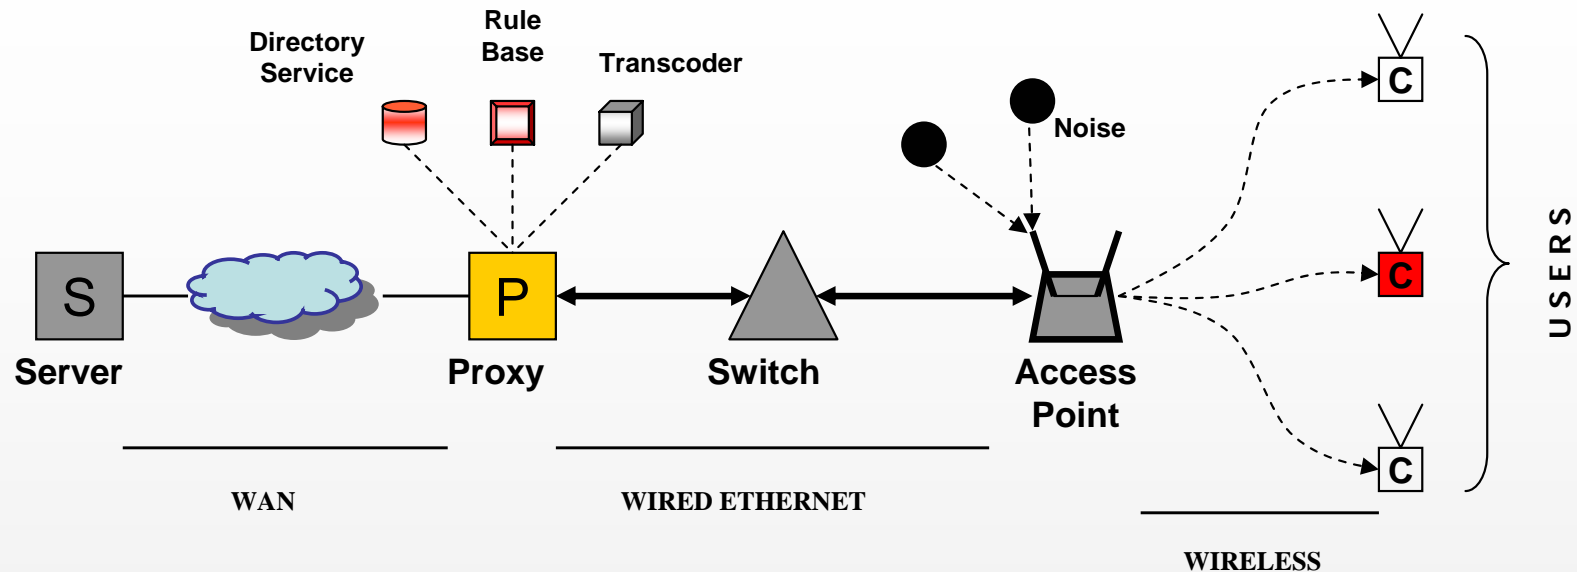 Directory
Service
Rule
Base
Transcoder
Noise
C
C
C
USERS
S
P
Server
Proxy
Switch
Access
Point
WAN
WIRED ETHERNET
WIRELESS